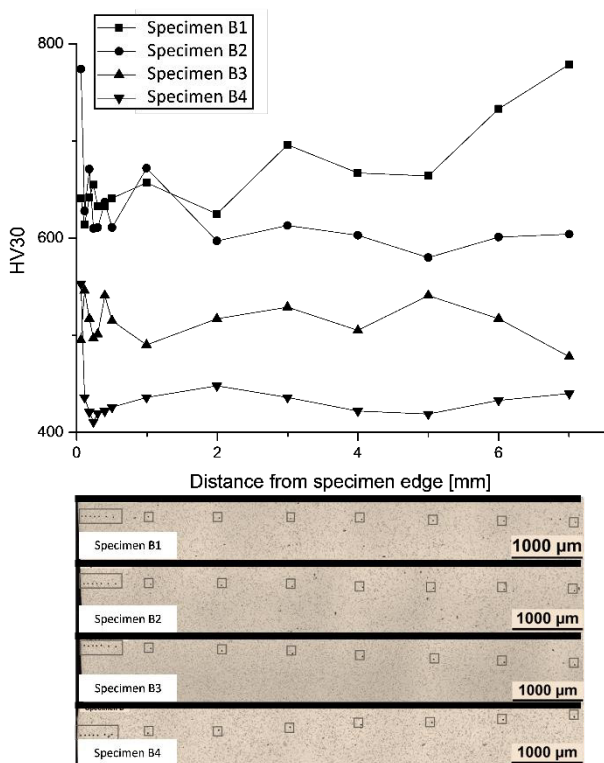 Specimen B1
Specimen B2
Specimen B3
Specimen B4
800
600
400
HV30
0
2
4
6
Distance from specimen edge [mm]
Specimen B1
1000 µm
Specimen B2
1000 µm
Specimen B3
1000 µm
Specimen B4
1000 µm